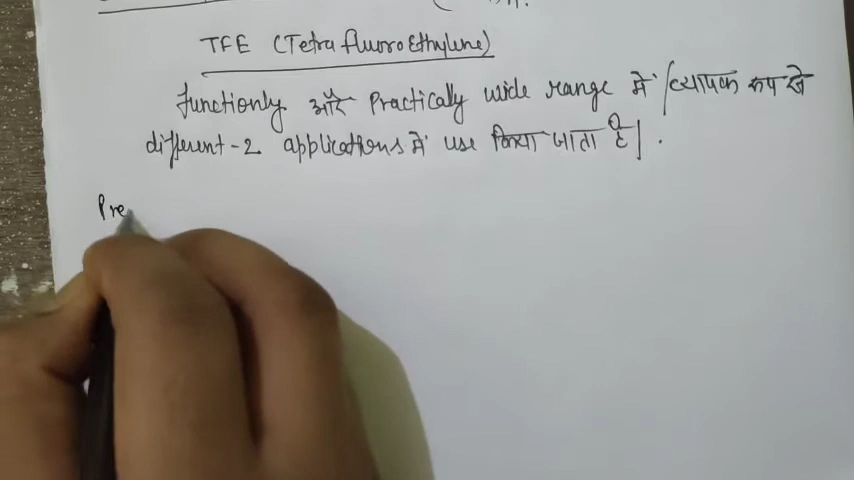 TFE (Tetra fluoro Ethylene)
functionly और Practically wide range में / व्यापक रूप से
different-2 applications में use किया जाता है| .
Pre